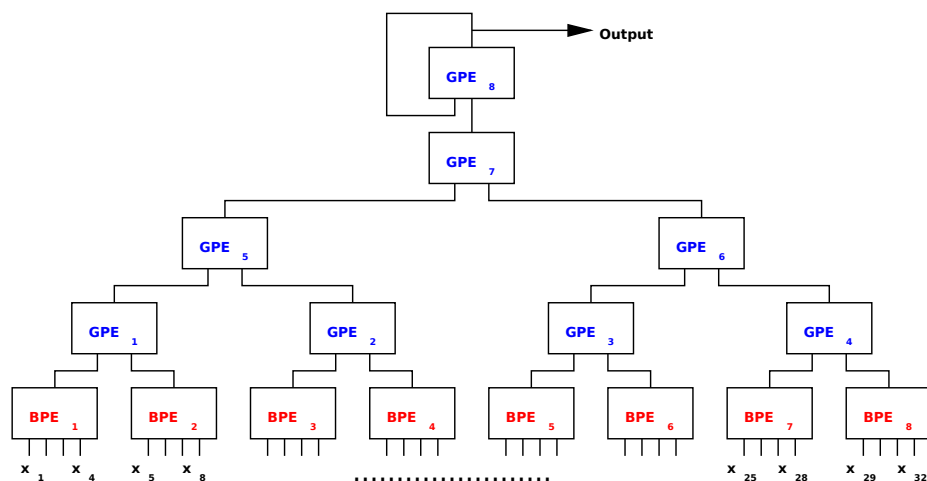 Output
GPE 8
GPE 7
GPE 5 GPE 6
GPE 1 GPE 2 GPE 3 GPE 4
BPE 1 BPE 2 BPE 3 BPE 4 BPE 5 BPE 6 BPE 7 BPE 8
x 1 x 4 x 5 x 8 ....................... x 25 x 28 x 29 x 32